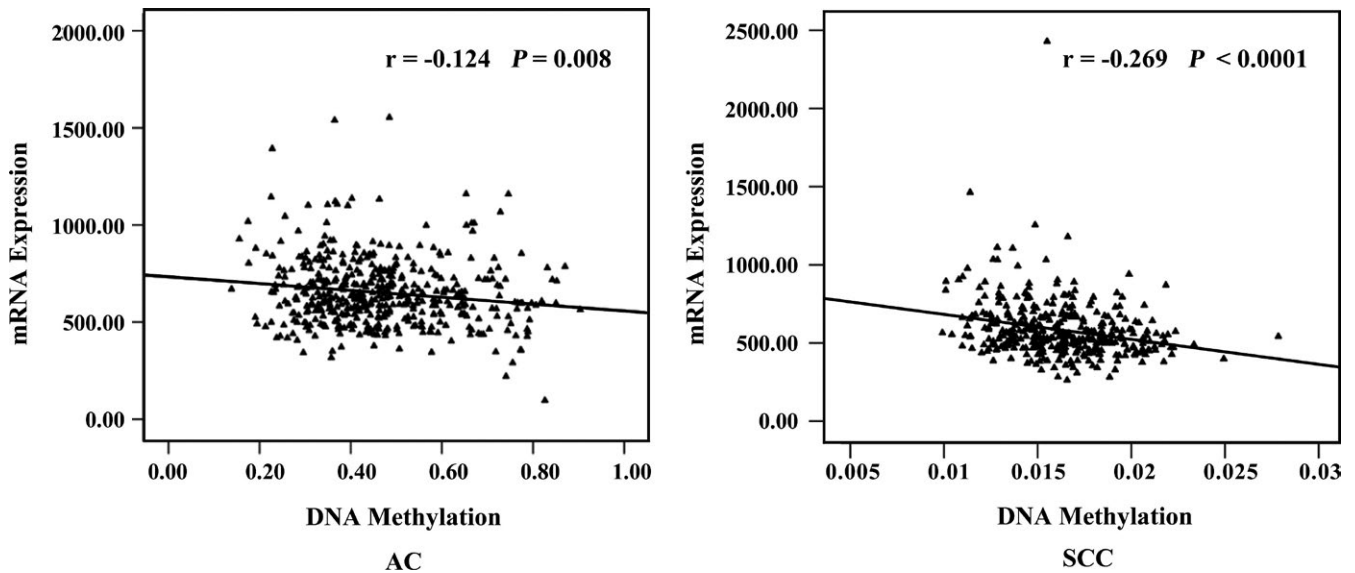 2000.00
1500.00
1000.00
500.00
0.00
mRNA Expression
r = -0.124 P = 0.008
0.00 0.20 0.40 0.60 0.80 1.00
DNA Methylation
AC
2500.00
2000.00
1500.00
1000.00
500.00
0.00
mRNA Expression
r = -0.269 P < 0.0001
0.005 0.01 0.015 0.02 0.025 0.03
DNA Methylation
SCC